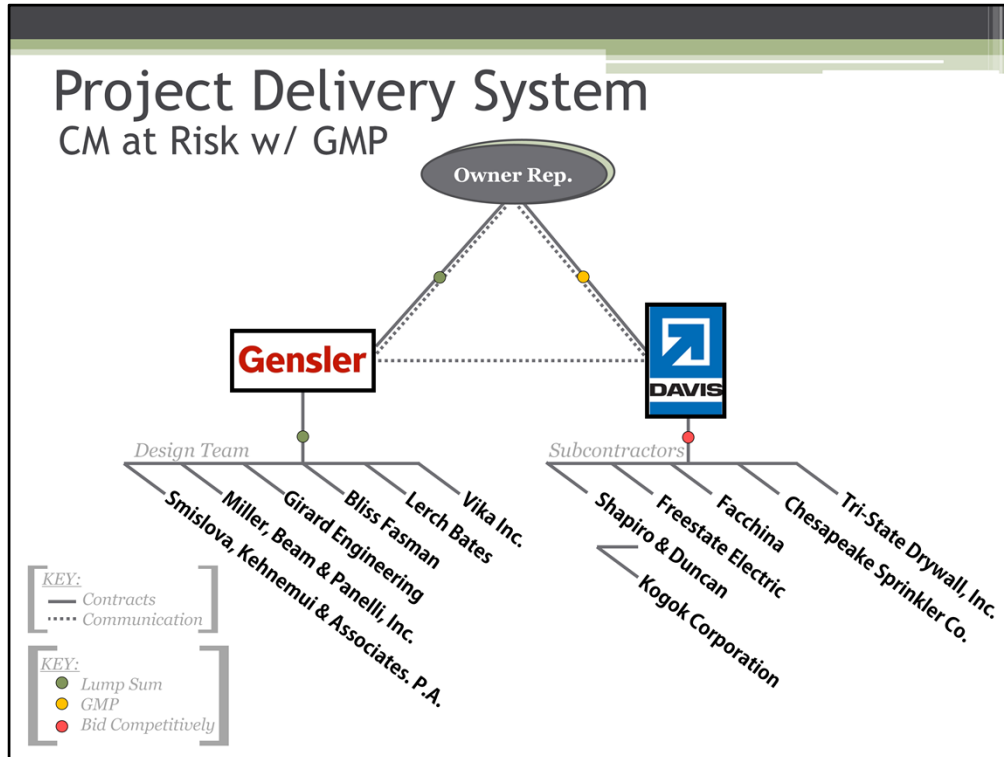 Project Delivery System
CM at Risk w/ GMP
Owner Rep.
Gensler
DAVIS
Design Team
Smislova, Kehnemui & Associates. P.A.
Miller, Beam & Panelli, Inc.
Girard Engineering
Bliss Fasman
Lerch Bates
Vika Inc.
Subcontractors
Shapiro & Duncan
Kogok Corporation
Freestate Electric
Facchina
Chesapeake Sprinkler Co.
Tri-State Drywall, Inc.
KEY:
Contracts
Communication
KEY:
Lump Sum
GMP
Bid Competitively